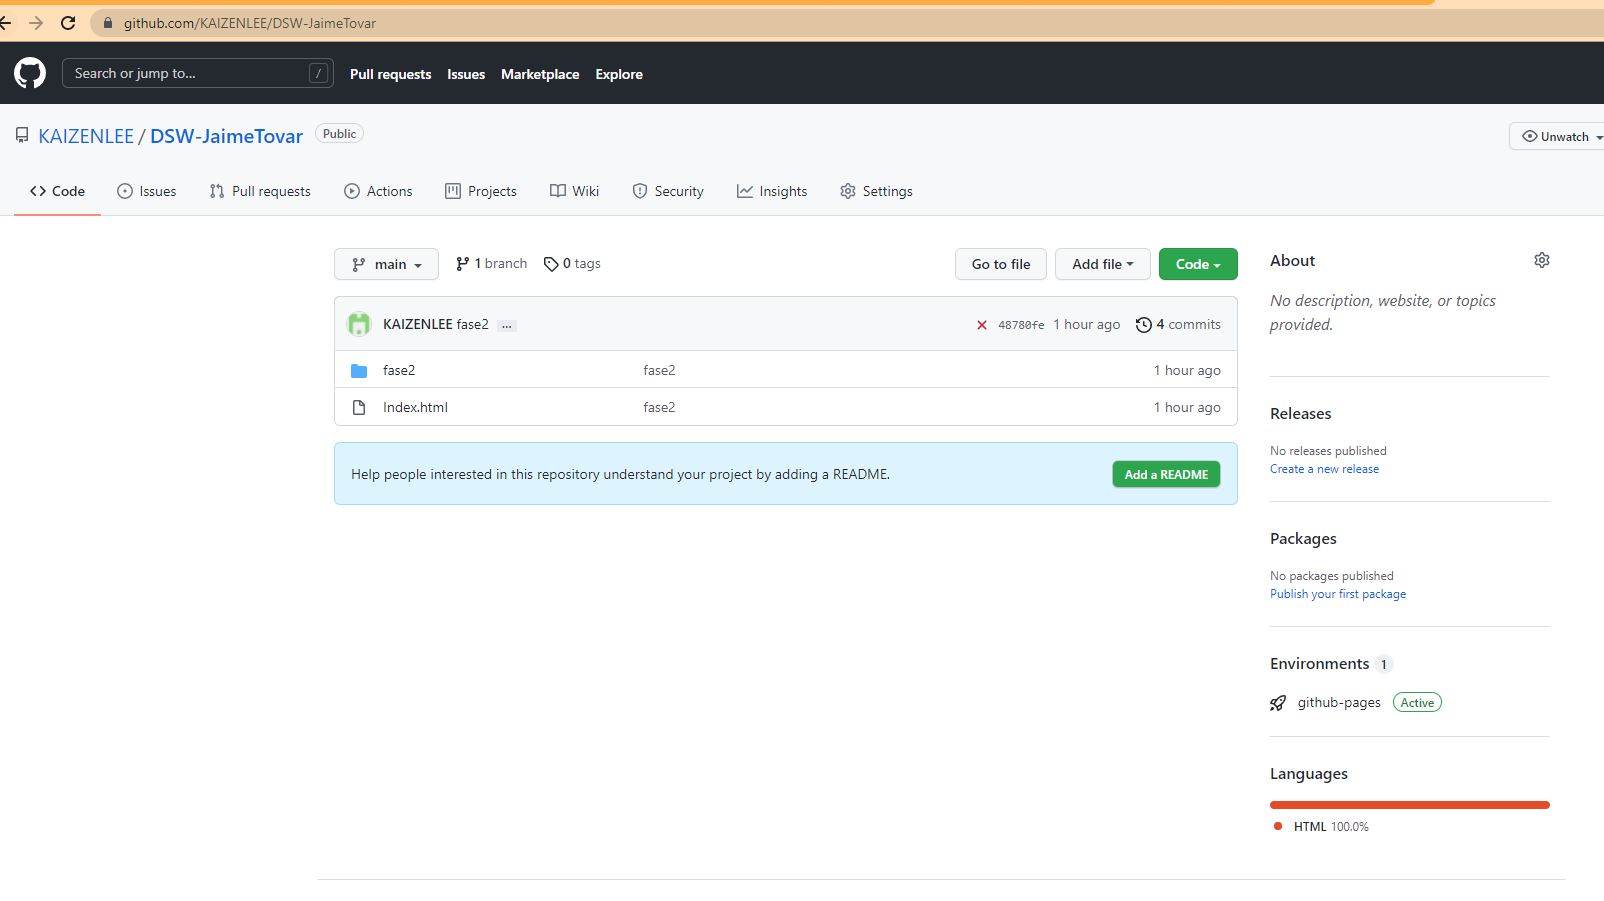 github.com/KAIZENLEE/DSW-JaimeTovar
Search or jump to... / Pull requests Issues Marketplace Explore
KAIZENLEE / DSW-JaimeTovar Public Unwatch
Code Issues Pull requests Actions Projects Wiki Security Insights Settings
main 1 branch 0 tags Go to file Add file Code
KAIZENLEE fase2 ... 48780fe 1 hour ago 4 commits
fase2 fase2 1 hour ago
Index.html fase2 1 hour ago
Help people interested in this repository understand your project by adding a README. Add a README
About
No description, website, or topics
provided.
Releases
No releases published
Create a new release
Packages
No packages published
Publish your first package
Environments 1
github-pages Active
Languages
HTML 100.0%